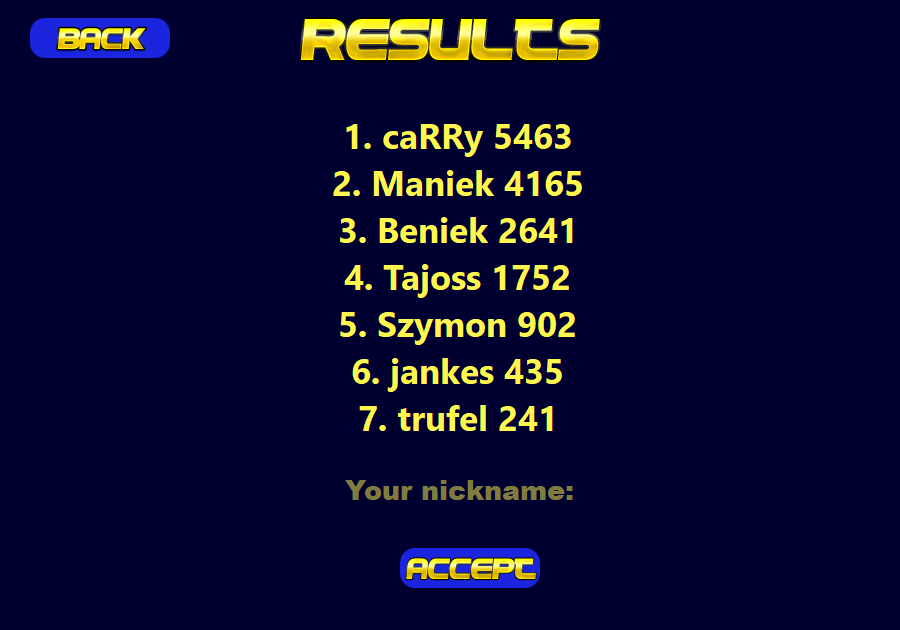 BACK
RESULTS
1. caRRy 5463
2. Maniek 4165
3. Beniek 2641
4. Tajoss 1752
5. Szymon 902
6. jankes 435
7. trufel 241
Your nickname:
ACCEPT